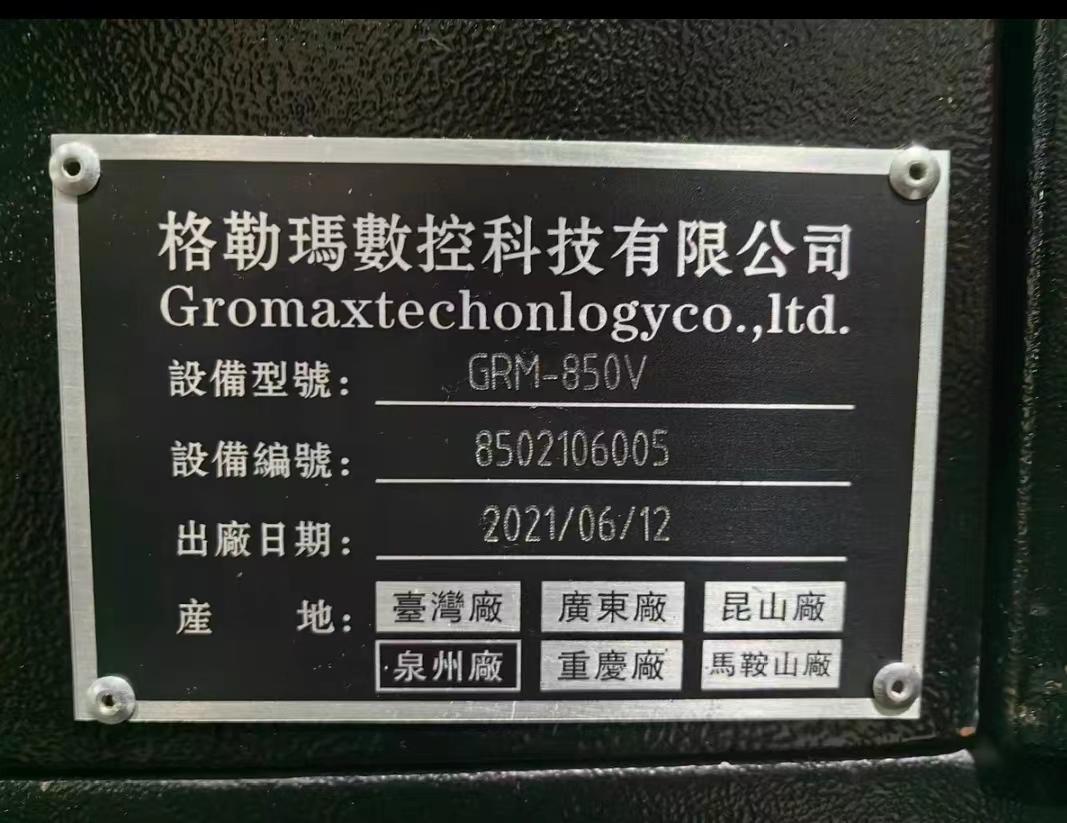 格勒瑪數控科技有限公司
Gromaxtechonlogyco.,ltd.
設備型號： GRM-850V
設備編號： 8502106005
出廠日期： 2021/06/12
産 地： 臺灣廠 廣東廠 昆山廠
泉州廠 重慶廠 馬鞍山廠